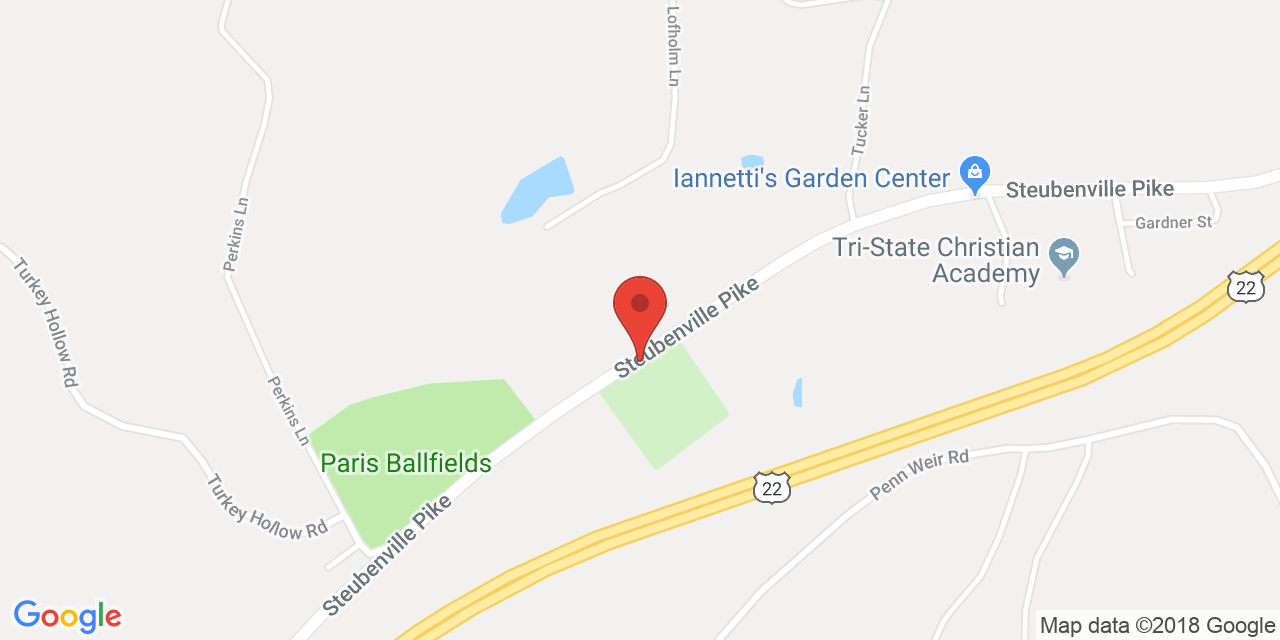 Lofholm Ln
Tucker Ln
Iannetti's Garden Center
Steubenville Pike
Perkins Ln
Gardner St
Tri-State Christian
Academy
Turkey Hollow Rd
22
Steubenville Pike
Perkins Ln
Paris Ballfields
Penn Weir Rd
22
Turkey Hollow Rd
Steubenville Pike
Google
Map data ©2018 Google